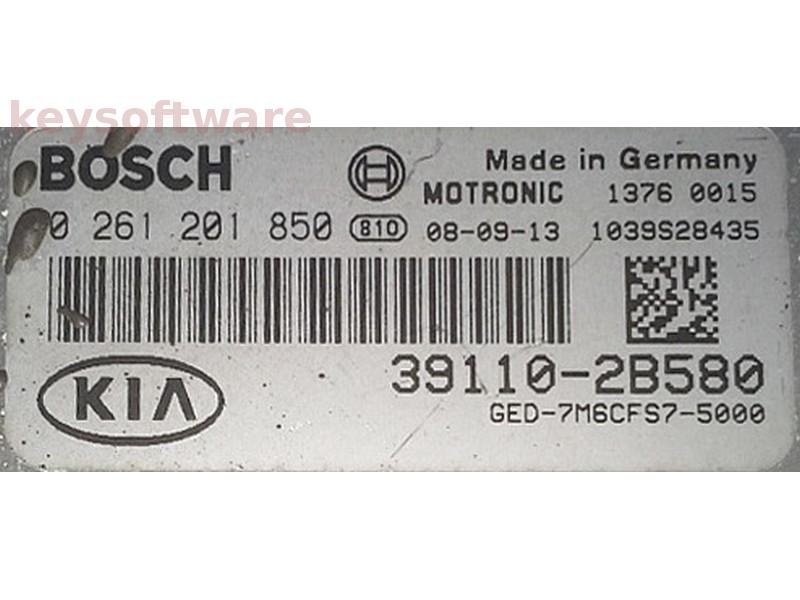 keysoftware
BOSCH
Made in Germany
MOTRONIC 1376 0015
0 261 201 850 810 08-09-13 1039S28435
39110-2B580
KIA
GED-7M6CFS7-5000